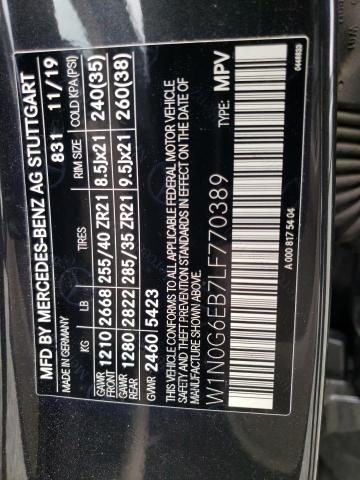 MFD BY MERCEDES-BENZ AG STUTTGART
MADE IN GERMANY 831 11/19
KG LB TIRES RIM SIZE COLD KPA (PSI)
GAWR FRONT 1210 2668 255/40 ZR21 8.5Jx21 240(35)
GAWR REAR 1280 2822 285/35 ZR21 9.5Jx21 260(38)
GVWR 2460 5423
THIS VEHICLE CONFORMS TO ALL APPLICABLE FEDERAL MOTOR VEHICLE
SAFETY AND THEFT PREVENTION STANDARDS IN EFFECT ON THE DATE OF
MANUFACTURE SHOWN ABOVE.
W1N0G6EB7LF770389 TYPE: MPV
A 000 817 54 04